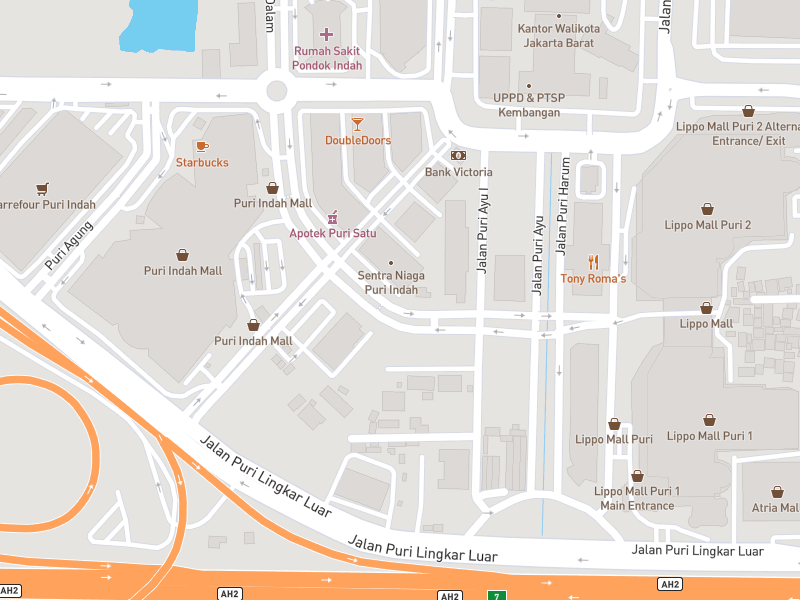 Dalam
Jalan
Kantor Walikota
Jakarta Barat
Rumah Sakit
Pondok Indah
UPPD & PTSP
Kembangan
Lippo Mall Puri 2 Alterna
Entrance/ Exit
DoubleDoors
Starbucks
Bank Victoria
arrefour Puri Indah
Puri Indah Mall
Jalan Puri Ayu I
Jalan Puri Ayu
Jalan Puri Harum
Lippo Mall Puri 2
Apotek Puri Satu
Puri Agung
Puri Indah Mall
Sentra Niaga
Puri Indah
Tony Roma's
Lippo Mall
Puri Indah Mall
Lippo Mall Puri
Lippo Mall Puri 1
Jalan Puri Lingkar Luar
Lippo Mall Puri 1
Main Entrance
Atria Mal
Jalan Puri Lingkar Luar
Jalan Puri Lingkar Luar
AH2
AH2
AH2
7
AH2